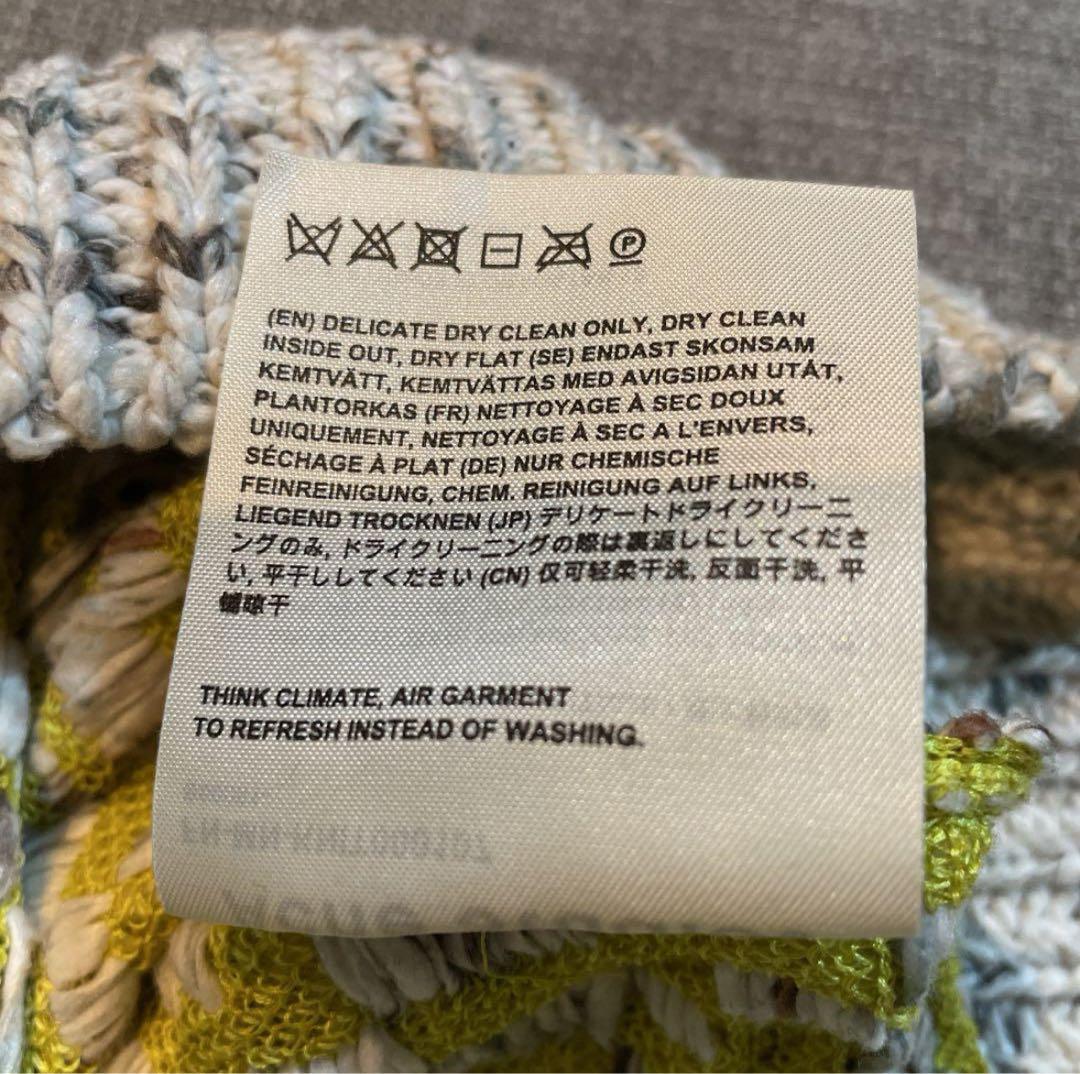 P
(EN) DELICATE DRY CLEAN ONLY, DRY CLEAN
INSIDE OUT, DRY FLAT (SE) ENDAST SKONSAM
KEMTVÄTT, KEMTVÄTTAS MED AVIGSIDAN UTÅT,
PLANTORKAS (FR) NETTOYAGE À SEC DOUX
UNIQUEMENT, NETTOYAGE À SEC A L'ENVERS,
SÉCHAGE À PLAT (DE) NUR CHEMISCHE
FEINREINIGUNG, CHEM. REINIGUNG AUF LINKS,
LIEGEND TROCKNEN (JP) デリケートドライクリーニ
ングのみ, ドライクリーニングの際は裏返しにしてくださ
い, 平干ししてください (CN) 仅可轻柔干洗, 反面干洗, 平
铺晾干
THINK CLIMATE, AIR GARMENT
TO REFRESH INSTEAD OF WASHING.